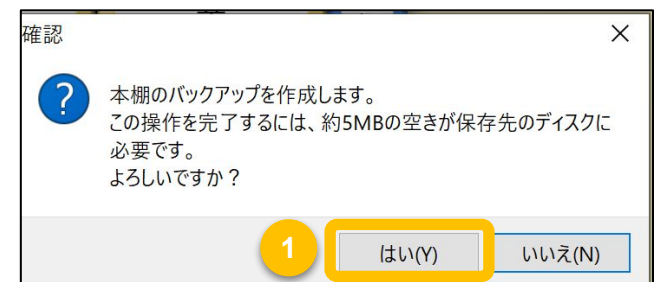 確認
本棚のバックアップを作成します。
この操作を完了するには、約5MBの空きが保存先のディスクに
必要です。
よろしいですか？
1
はい(Y)
いいえ(N)